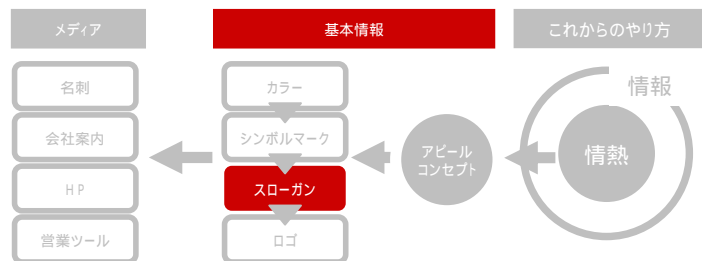 メディア
基本情報
これからのやり方
名刺
会社案内
HP
営業ツール
カラー
シンボルマーク
スローガン
ロゴ
アピール
コンセプト
情報
情熱